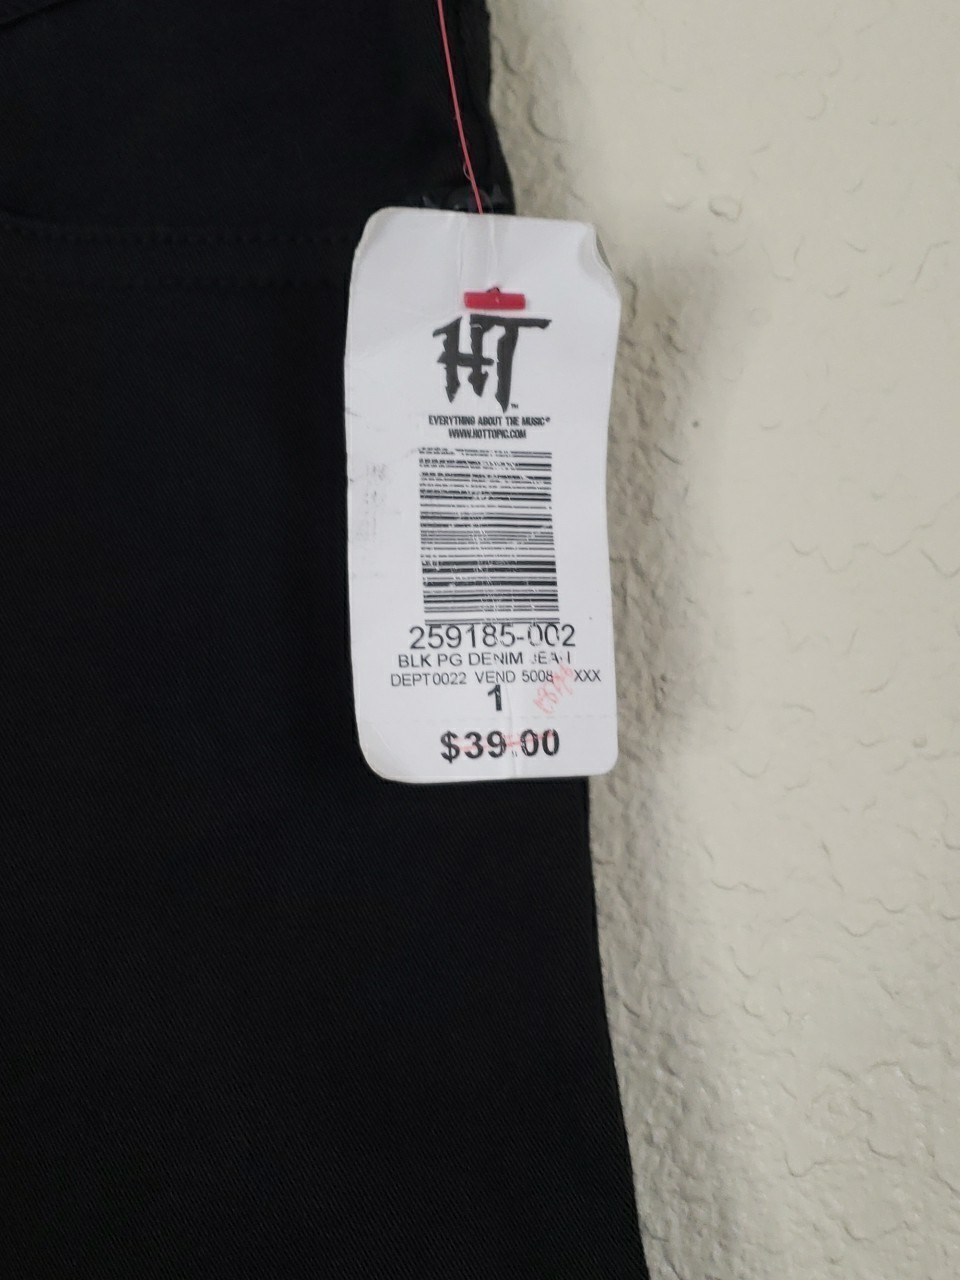 HT™
EVERYTHING ABOUT THE MUSIC®
WWW.HOTTOPIC.COM
259185-002
BLK PG DENIM JEAN
DEPT0022 VEND 5008 XXX
1
$39.00